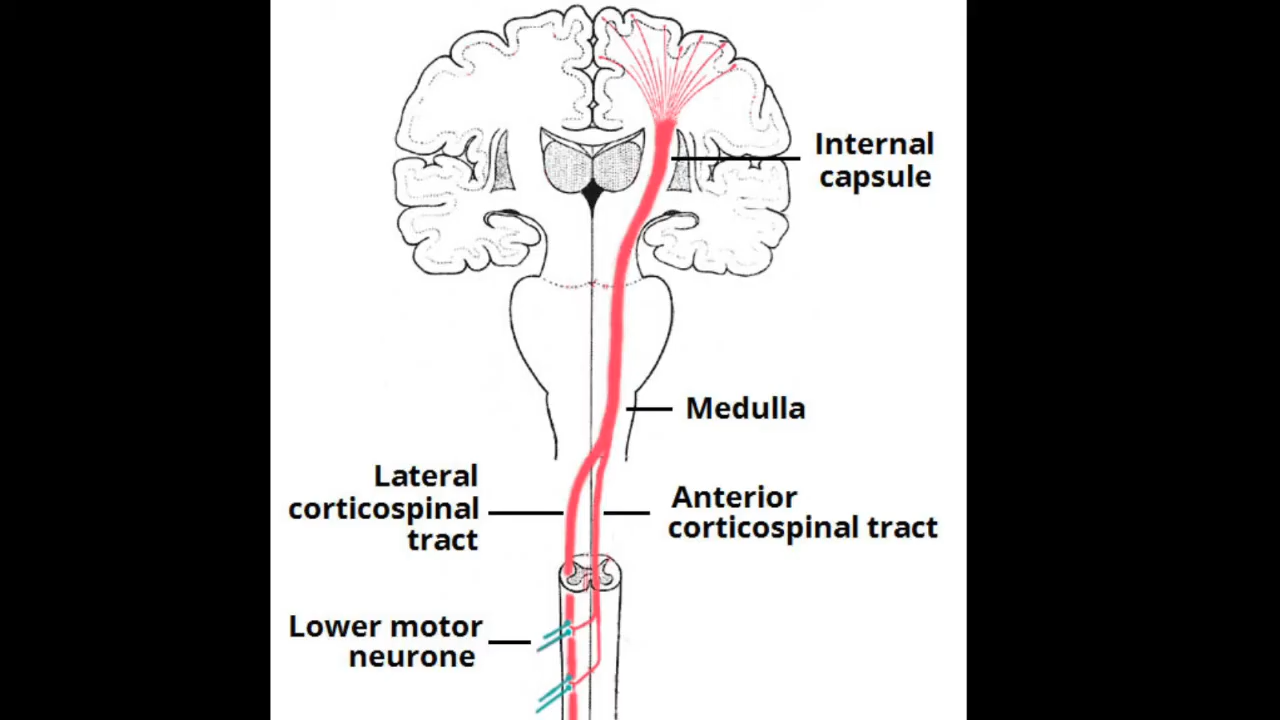 Internal
capsule
Medulla
Lateral
corticospinal
tract
Anterior
corticospinal tract
Lower motor
neurone